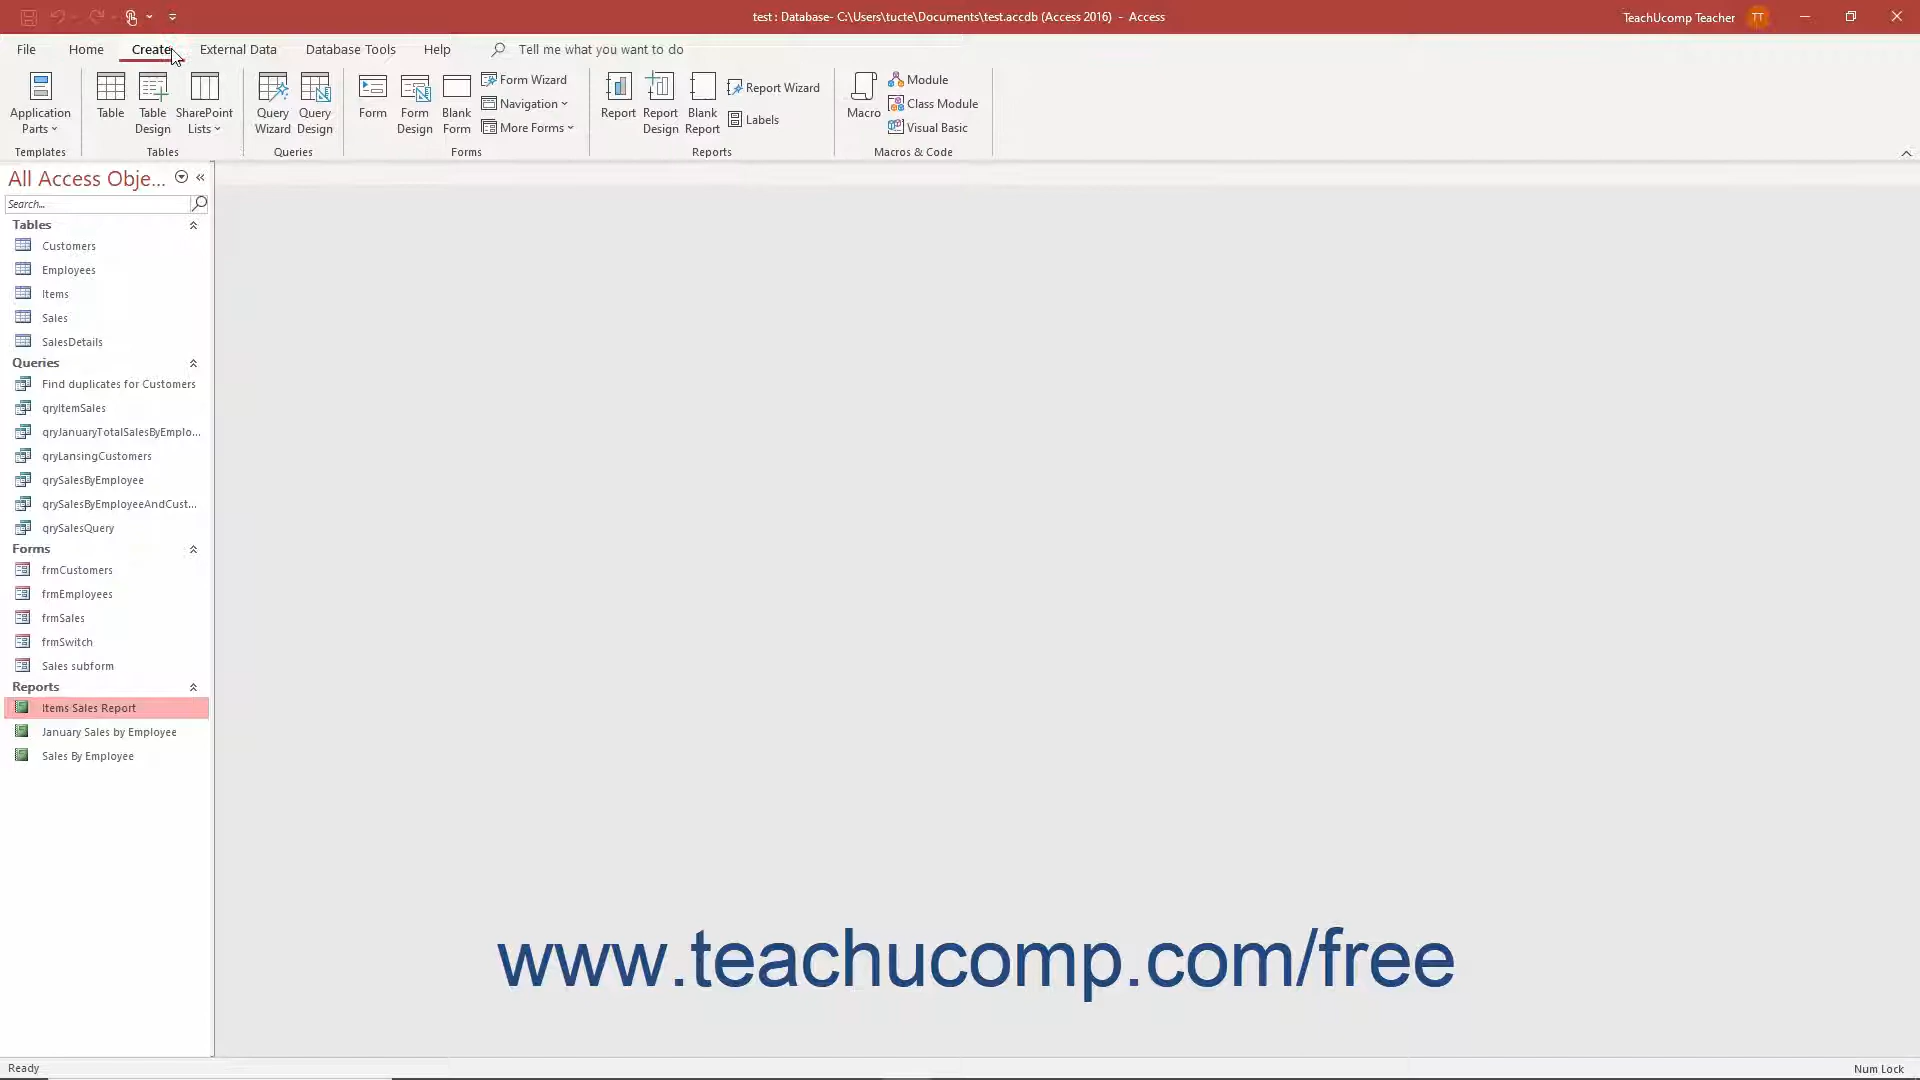 test : Database- C:\Users\tucte\Documents\test.accdb (Access 2016) - Access
TeachUcomp Teacher
TT
File Home Create External Data Database Tools Help Tell me what you want to do
Application Parts
Templates
Table
Table Design
SharePoint Lists
Tables
Query Wizard
Query Design
Queries
Form
Form Design
Blank Form
Form Wizard
Navigation
More Forms
Forms
Report
Report Design
Blank Report
Report Wizard
Labels
Reports
Macro
Module
Class Module
Visual Basic
Macros & Code
All Access Obje...
Search...
Tables
Customers
Employees
Items
Sales
SalesDetails
Queries
Find duplicates for Customers
qryItemSales
qryJanuaryTotalSalesByEmplo...
qryLansingCustomers
qrySalesByEmployee
qrySalesByEmployeeAndCust...
qrySalesQuery
Forms
frmCustomers
frmEmployees
frmSales
frmSwitch
Sales subform
Reports
Items Sales Report
January Sales by Employee
Sales By Employee
www.teachucomp.com/free
Ready
Num Lock